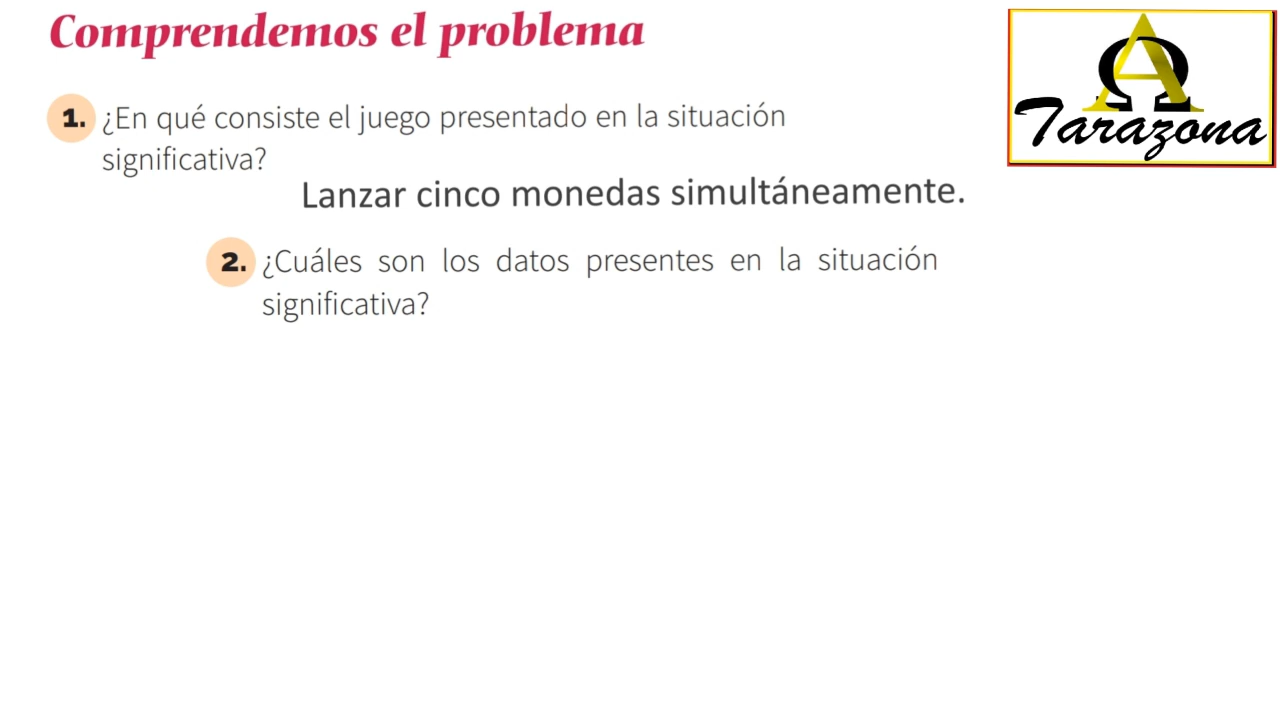 Comprendemos el problema
1. ¿En qué consiste el juego presentado en la situación
significativa?
Lanzar cinco monedas simultáneamente.
2. ¿Cuáles son los datos presentes en la situación
significativa?
AΩ
Tarazona